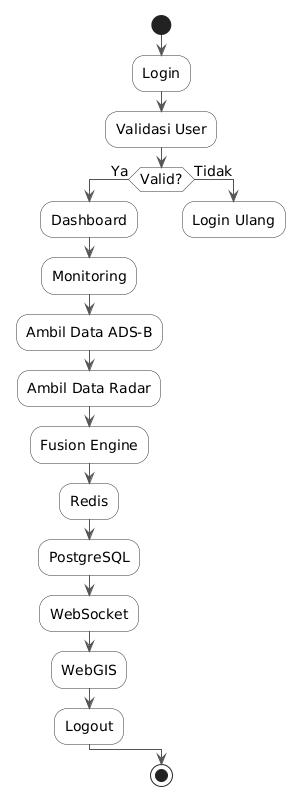 Login
Validasi User
Ya
Valid?
Tidak
Dashboard
Login Ulang
Monitoring
Ambil Data ADS-B
Ambil Data Radar
Fusion Engine
Redis
PostgreSQL
WebSocket
WebGIS
Logout